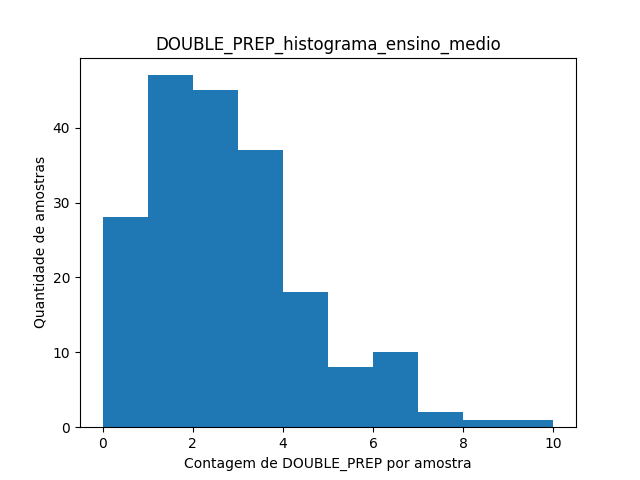 DOUBLE_PREP_histograma_ensino_medio
Quantidade de amostras
40
30
20
10
0
0 2 4 6 8 10
Contagem de DOUBLE_PREP por amostra